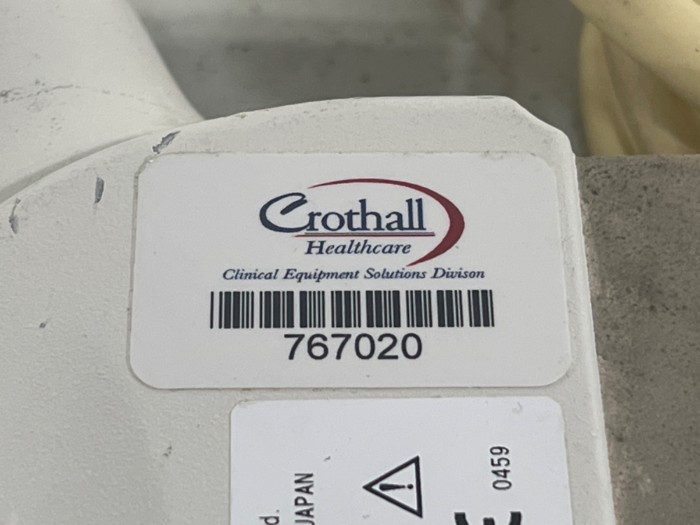 Crothall
Healthcare
Clinical Equipment Solutions Divison
767020
d.
JAPAN
0459